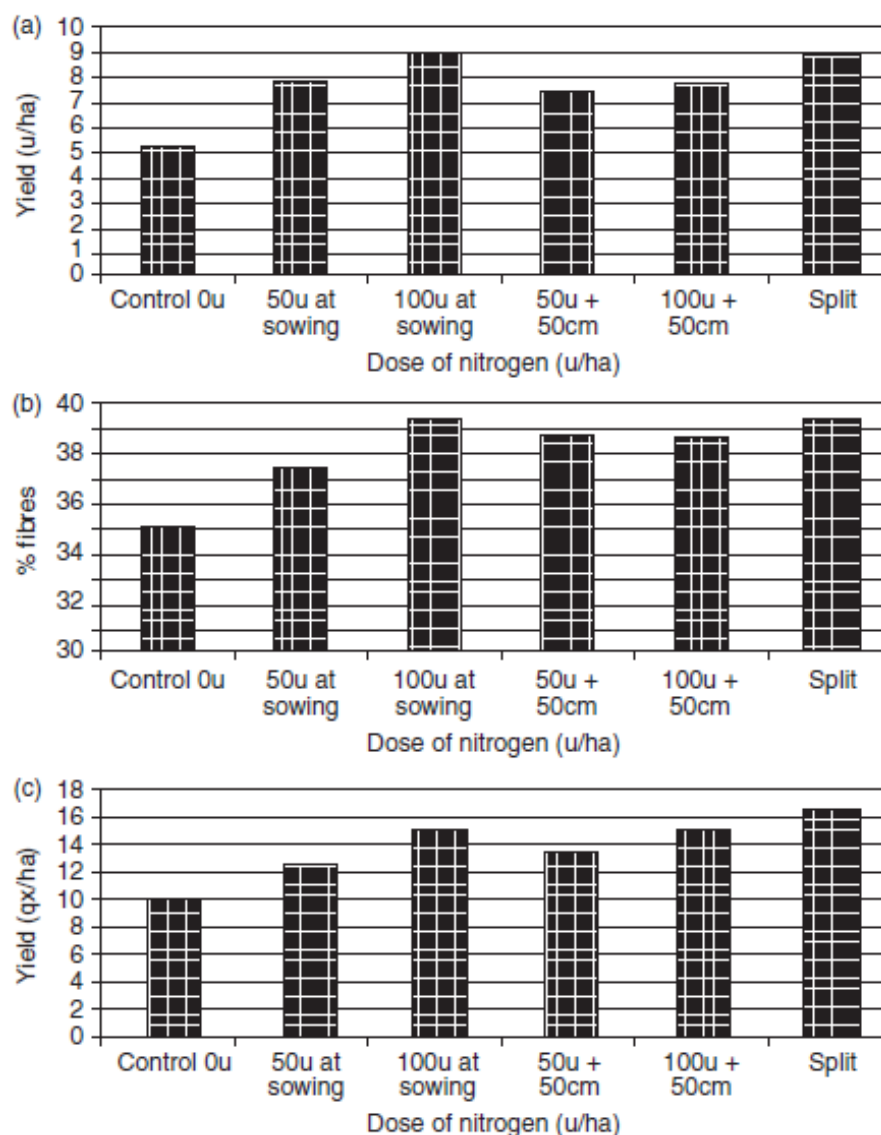 (a)
Yield (u/ha)
10
9
8
7
6
5
4
3
2
1
0
Control 0u
50u at
sowing
100u at
sowing
50u +
50cm
100u +
50cm
Split
Dose of nitrogen (u/ha)
(b)
% fibres
40
38
36
34
32
30
Control 0u
50u at
sowing
100u at
sowing
50u +
50cm
100u +
50cm
Split
Dose of nitrogen (u/ha)
(c)
Yield (qx/ha)
18
16
14
12
10
8
6
4
2
0
Control 0u
50u at
sowing
100u at
sowing
50u +
50cm
100u +
50cm
Split
Dose of nitrogen (u/ha)